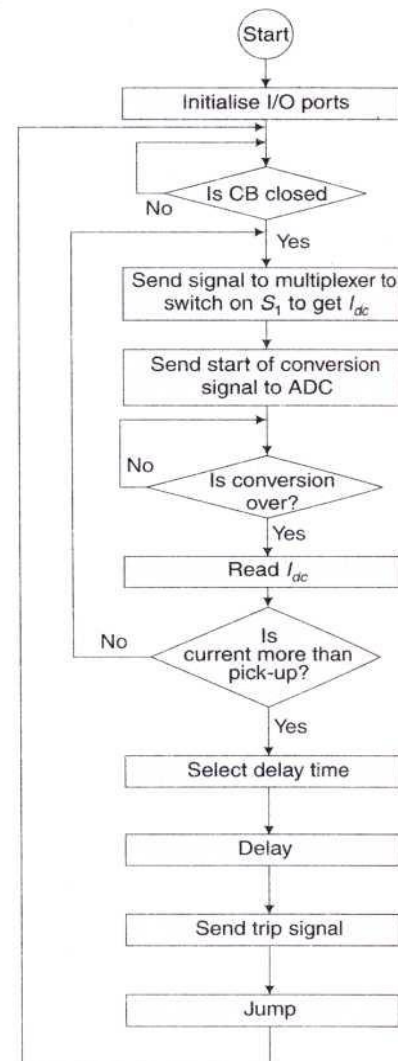 Start
Initialise I/O ports
Is CB closed
No
Yes
Send signal to multiplexer to
switch on S₁ to get I_dc
Send start of conversion
signal to ADC
No
Is conversion
over?
Yes
Read I_dc
No
Is
current more than
pick-up?
Yes
Select delay time
Delay
Send trip signal
Jump